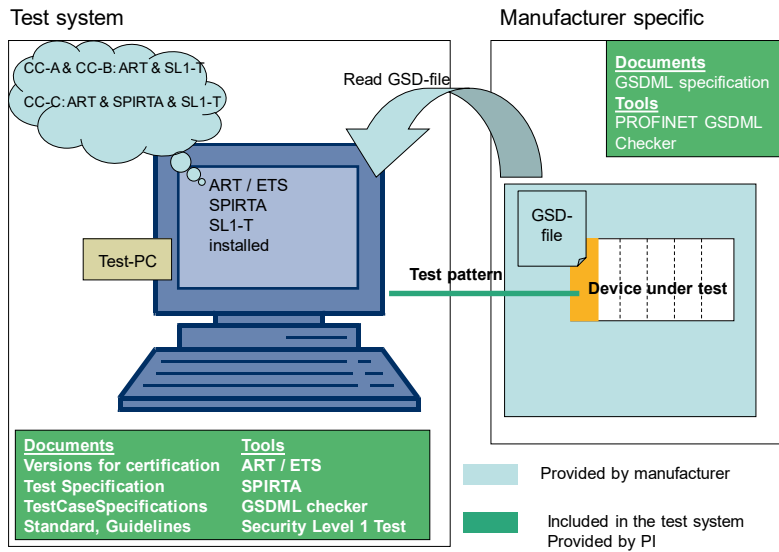 Test system
CC-A & CC-B: ART & SL1-T
CC-C: ART & SPIRTA & SL1-T
ART / ETS
SPIRTA
SL1-T
installed
Test-PC
Read GSD-file
Test pattern
Manufacturer specific
Documents
GSDML specification
Tools
PROFINET GSDML
Checker
GSD-
file
Device under test
Documents
Versions for certification
Test Specification
TestCaseSpecifications
Standard, Guidelines
Tools
ART / ETS
SPIRTA
GSDML checker
Security Level 1 Test
Provided by manufacturer
Included in the test system
Provided by PI